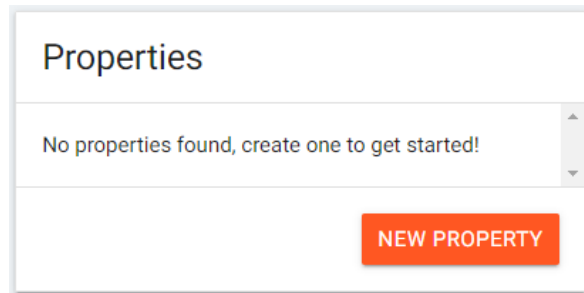 Properties
No properties found, create one to get started!
NEW PROPERTY